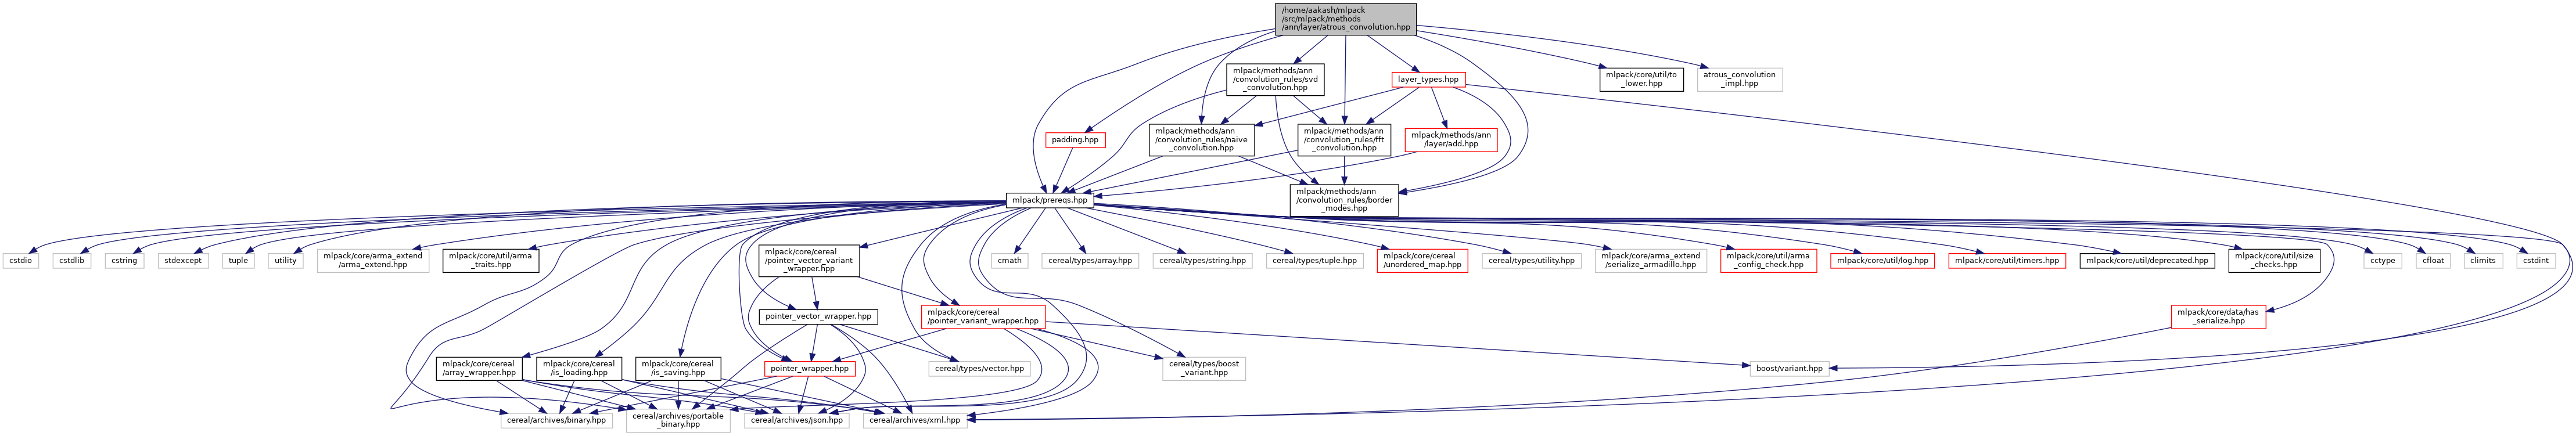 /home/aakash/mlpack
/src/mlpack/methods
/ann/layer/atrous_convolution.hpp
mlpack/methods/ann
/convolution_rules/svd
_convolution.hpp
layer_types.hpp
mlpack/core/util/to
_lower.hpp
atrous_convolution
_impl.hpp
padding.hpp
mlpack/methods/ann
/convolution_rules/naive
_convolution.hpp
mlpack/methods/ann
/convolution_rules/fft
_convolution.hpp
mlpack/methods/ann
/layer/add.hpp
mlpack/prereqs.hpp
mlpack/methods/ann
/convolution_rules/border
_modes.hpp
cstdio
cstdlib
cstring
stdexcept
tuple
utility
mlpack/core/arma_extend
/arma_extend.hpp
mlpack/core/util/arma
_traits.hpp
mlpack/core/cereal
/pointer_vector_variant
_wrapper.hpp
cmath
cereal/types/array.hpp
cereal/types/string.hpp
cereal/types/tuple.hpp
mlpack/core/cereal
/unordered_map.hpp
cereal/types/utility.hpp
mlpack/core/arma_extend
/serialize_armadillo.hpp
mlpack/core/util/arma
_config_check.hpp
mlpack/core/util/log.hpp
mlpack/core/util/timers.hpp
mlpack/core/util/deprecated.hpp
mlpack/core/util/size
_checks.hpp
cctype
cfloat
climits
cstdint
pointer_vector_wrapper.hpp
mlpack/core/cereal
/pointer_variant_wrapper.hpp
mlpack/core/data/has
_serialize.hpp
mlpack/core/cereal
/array_wrapper.hpp
mlpack/core/cereal
/is_loading.hpp
mlpack/core/cereal
/is_saving.hpp
pointer_wrapper.hpp
cereal/types/vector.hpp
cereal/types/boost
_variant.hpp
boost/variant.hpp
cereal/archives/binary.hpp
cereal/archives/portable
_binary.hpp
cereal/archives/json.hpp
cereal/archives/xml.hpp